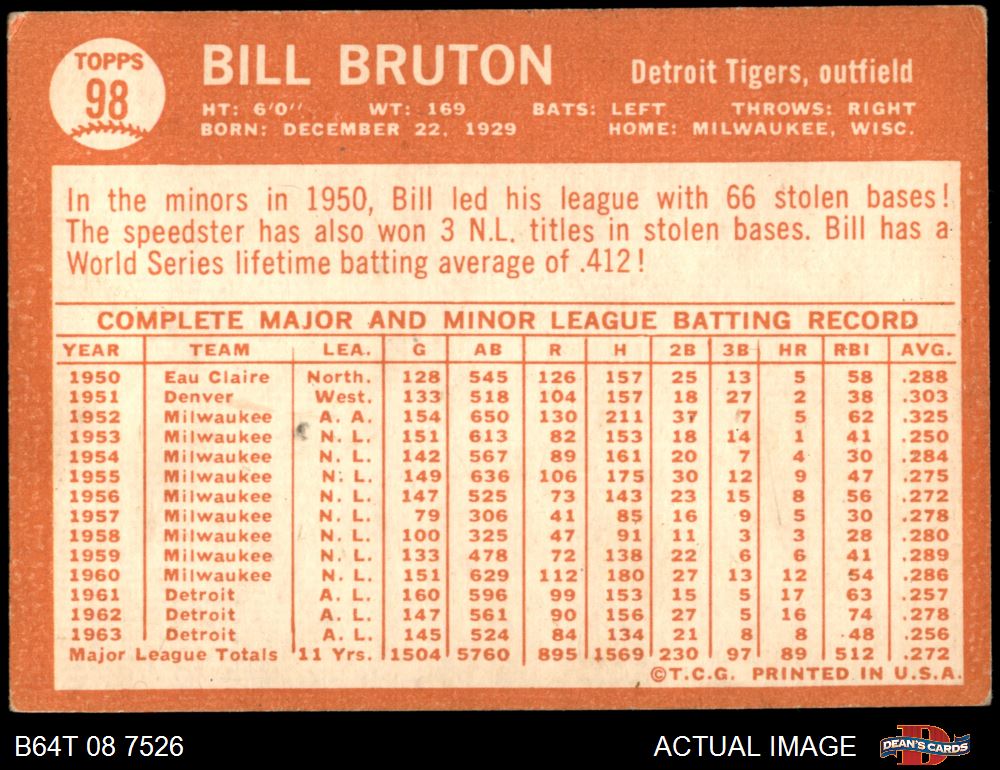 TOPPS
98
BILL BRUTON
Detroit Tigers, outfield
HT: 6'0" WT: 169 BATS: LEFT THROWS: RIGHT
BORN: DECEMBER 22, 1929 HOME: MILWAUKEE, WISC.
In the minors in 1950, Bill led his league with 66 stolen bases!
The speedster has also won 3 N.L. titles in stolen bases. Bill has a
World Series lifetime batting average of .412!
COMPLETE MAJOR AND MINOR LEAGUE BATTING RECORD
YEAR TEAM LEA. G AB R H 2B 3B HR RBI AVG.
1950 Eau Claire North. 128 545 126 157 25 13 5 58 .288
1951 Denver West. 133 518 104 157 18 27 2 38 .303
1952 Milwaukee A. A. 154 650 130 211 37 7 5 62 .325
1953 Milwaukee N. L. 151 613 82 153 18 14 1 41 .250
1954 Milwaukee N. L. 142 567 89 161 20 7 4 30 .284
1955 Milwaukee N. L. 149 636 106 175 30 12 9 47 .275
1956 Milwaukee N. L. 147 525 73 143 23 15 8 56 .272
1957 Milwaukee N. L. 79 306 41 85 16 9 5 30 .278
1958 Milwaukee N. L. 100 325 47 91 11 3 3 28 .280
1959 Milwaukee N. L. 133 478 72 138 22 6 6 41 .289
1960 Milwaukee N. L. 151 629 112 180 27 13 12 54 .286
1961 Detroit A. L. 160 596 99 153 15 5 17 63 .257
1962 Detroit A. L. 147 561 90 156 27 5 16 74 .278
1963 Detroit A. L. 145 524 84 134 21 8 8 48 .256
Major League Totals 11 Yrs. 1504 5760 895 1569 230 97 89 512 .272
©T.C.G. PRINTED IN U.S.A.
B64T 08 7526
ACTUAL IMAGE
D
DEAN'S CARDS